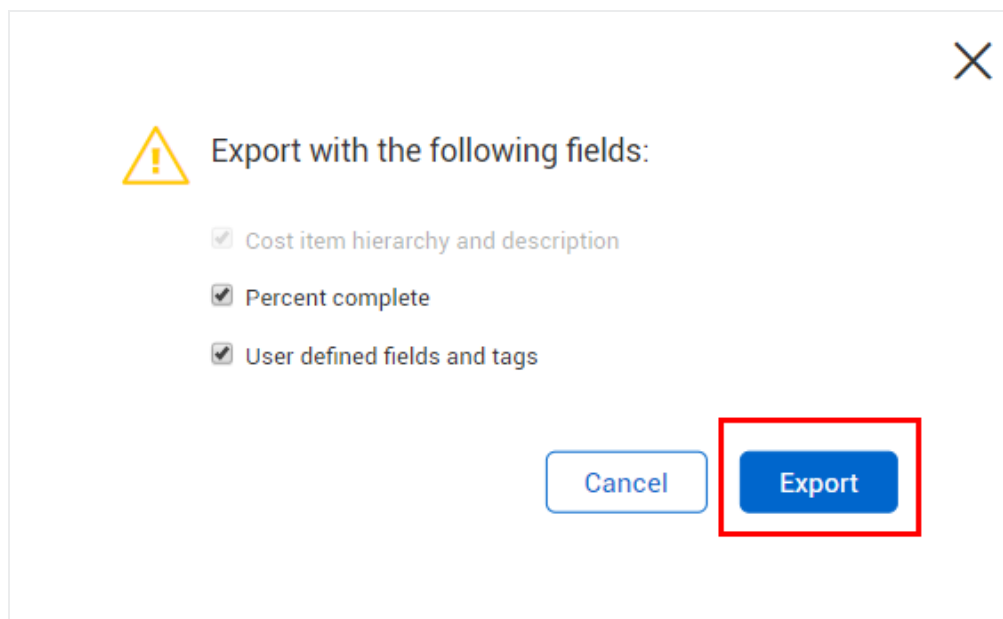 Export with the following fields:
Cost item hierarchy and description
Percent complete
User defined fields and tags
Cancel
Export